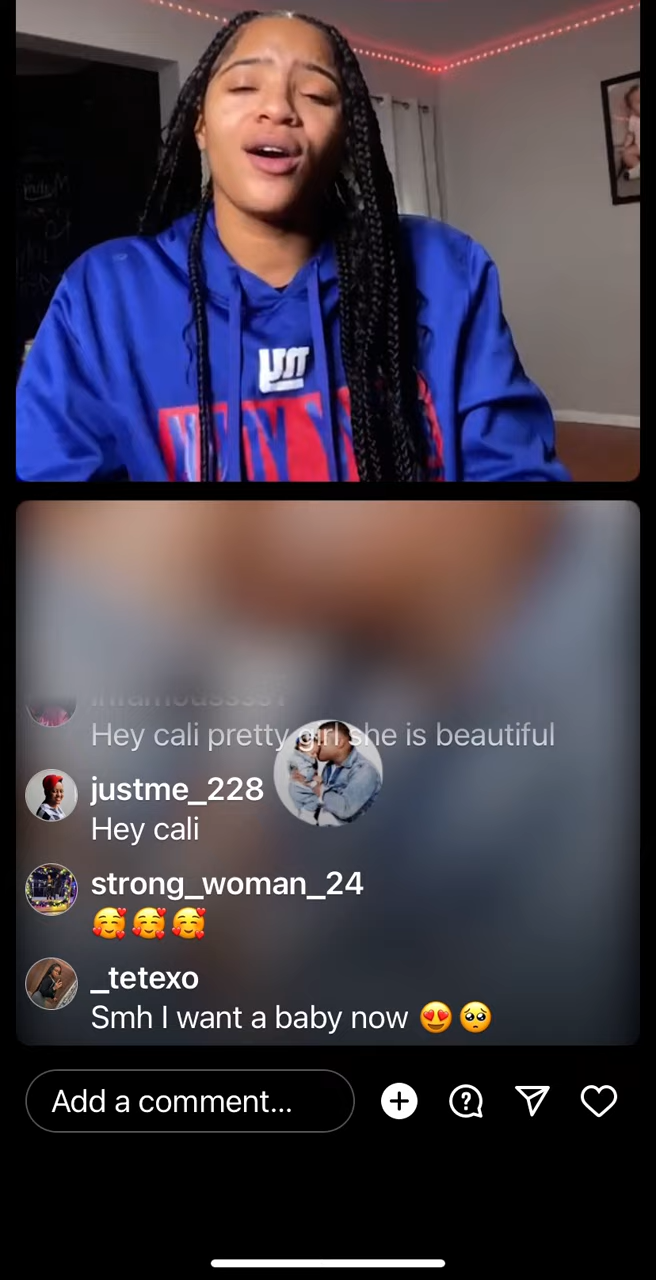 Hey cali pretty girl she is beautiful
justme_228
Hey cali
strong_woman_24
🥰🥰🥰
_tetexo
Smh I want a baby now 😍🥺
Add a comment...